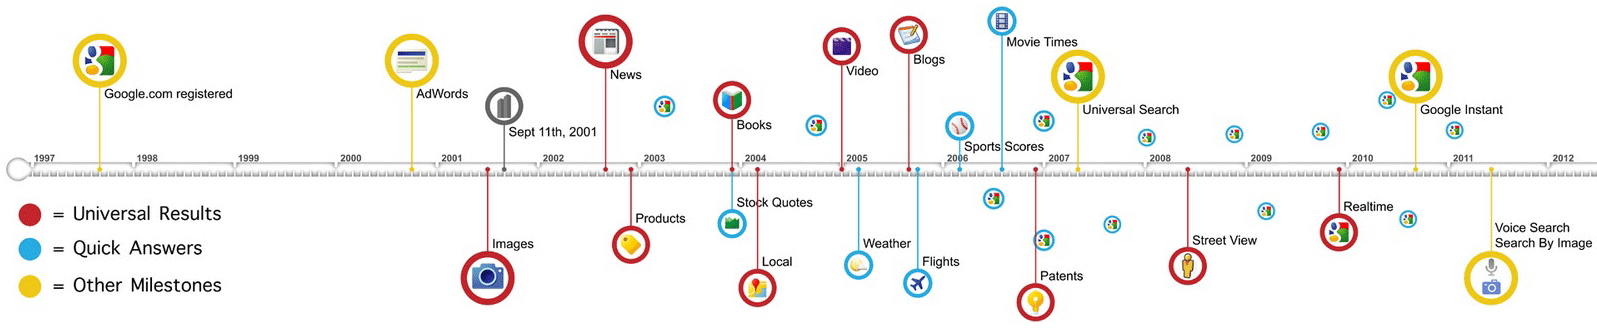 Movie Times
Blogs
Video
News
Google.com registered
AdWords
Universal Search
Google Instant
Sept 11th, 2001
Books
Sports Scores
1997 1998 1999 2000 2001 2002 2003 2004 2005 2006 2007 2008 2009 2010 2011 2012
= Universal Results
= Quick Answers
= Other Milestones
Images
Products
Stock Quotes
Local
Weather
Flights
Patents
Street View
Realtime
Voice Search
Search By Image